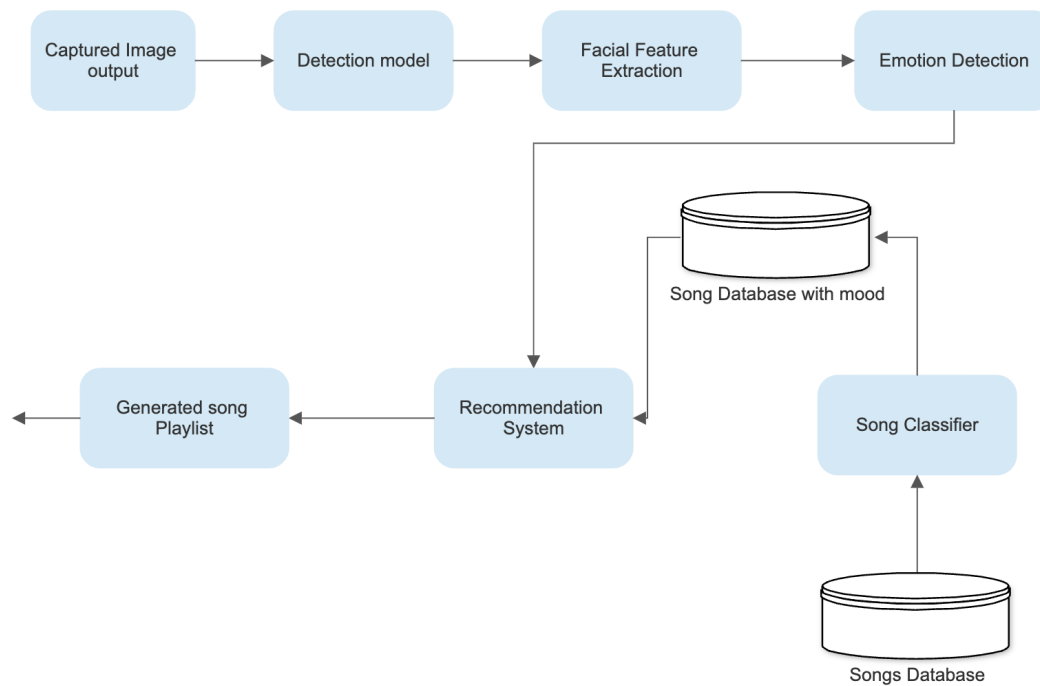 Captured Image
output
Detection model
Facial Feature
Extraction
Emotion Detection
Song Database with mood
Generated song
Playlist
Recommendation
System
Song Classifier
Songs Database